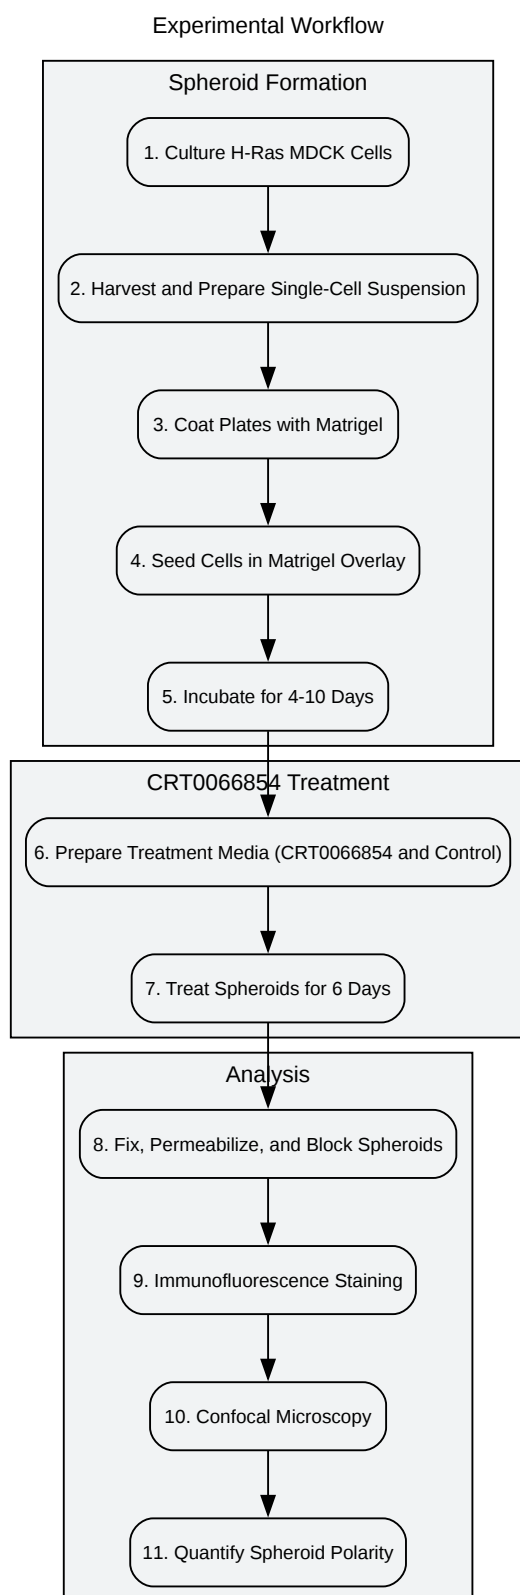 Experimental Workflow
Spheroid Formation
1. Culture H-Ras MDCK Cells
2. Harvest and Prepare Single-Cell Suspension
3. Coat Plates with Matrigel
4. Seed Cells in Matrigel Overlay
5. Incubate for 4-10 Days
CRT0066854 Treatment
6. Prepare Treatment Media (CRT0066854 and Control)
7. Treat Spheroids for 6 Days
Analysis
8. Fix, Permeabilize, and Block Spheroids
9. Immunofluorescence Staining
10. Confocal Microscopy
11. Quantify Spheroid Polarity